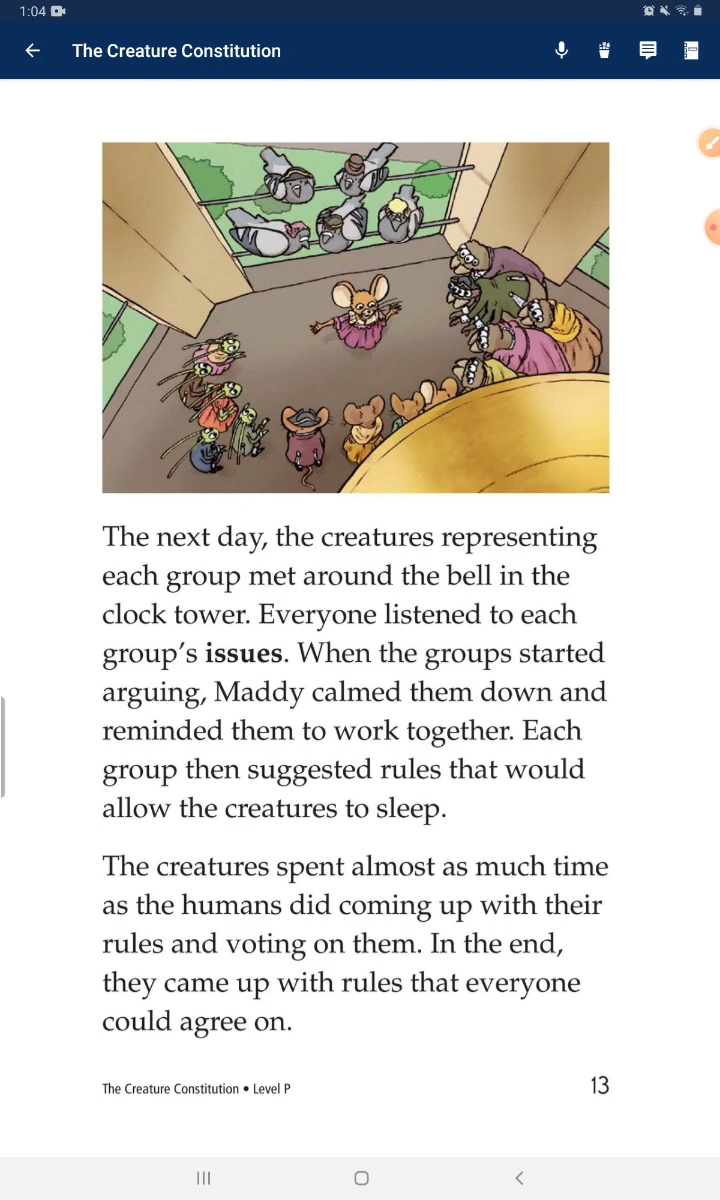 1:04
The Creature Constitution
The next day, the creatures representing
each group met around the bell in the
clock tower. Everyone listened to each
group's issues. When the groups started
arguing, Maddy calmed them down and
reminded them to work together. Each
group then suggested rules that would
allow the creatures to sleep.
The creatures spent almost as much time
as the humans did coming up with their
rules and voting on them. In the end,
they came up with rules that everyone
could agree on.
The Creature Constitution • Level P
13